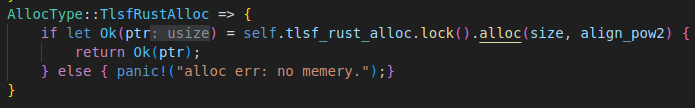 AllocType::TlsfRustAlloc => {
if let Ok(ptr: usize) = self.tlsf_rust_alloc.lock().alloc(size, align_pow2) {
return Ok(ptr);
} else { panic!("alloc err: no memery.");}
}